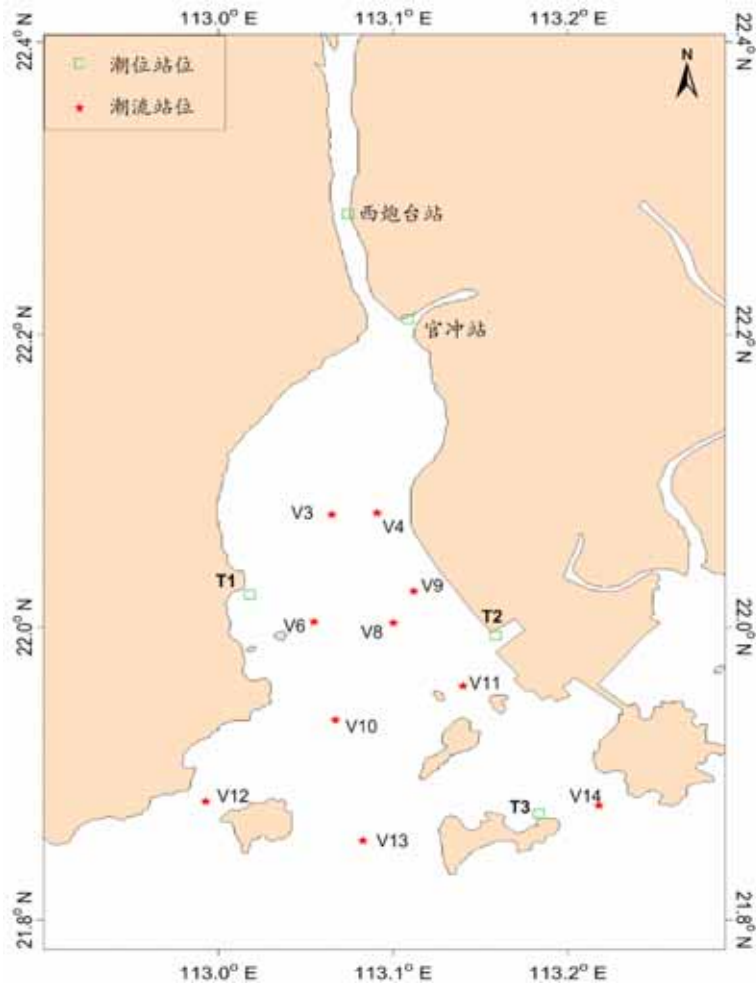 113.0° E 113.1° E 113.2° E
22.4° N 22.4° N
潮位站位
N
潮流站位
西炮台站
官冲站
22.2° N 22.2° N
V3 V4
V9
T1
T2
V6 V8
22.0° N 22.0° N
V11
V10
V12 T3 V14
V13
21.8° N 21.8° N
113.0° E 113.1° E 113.2° E